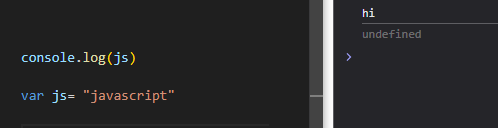 hi
undefined
console.log(js)
var js= "javascript"